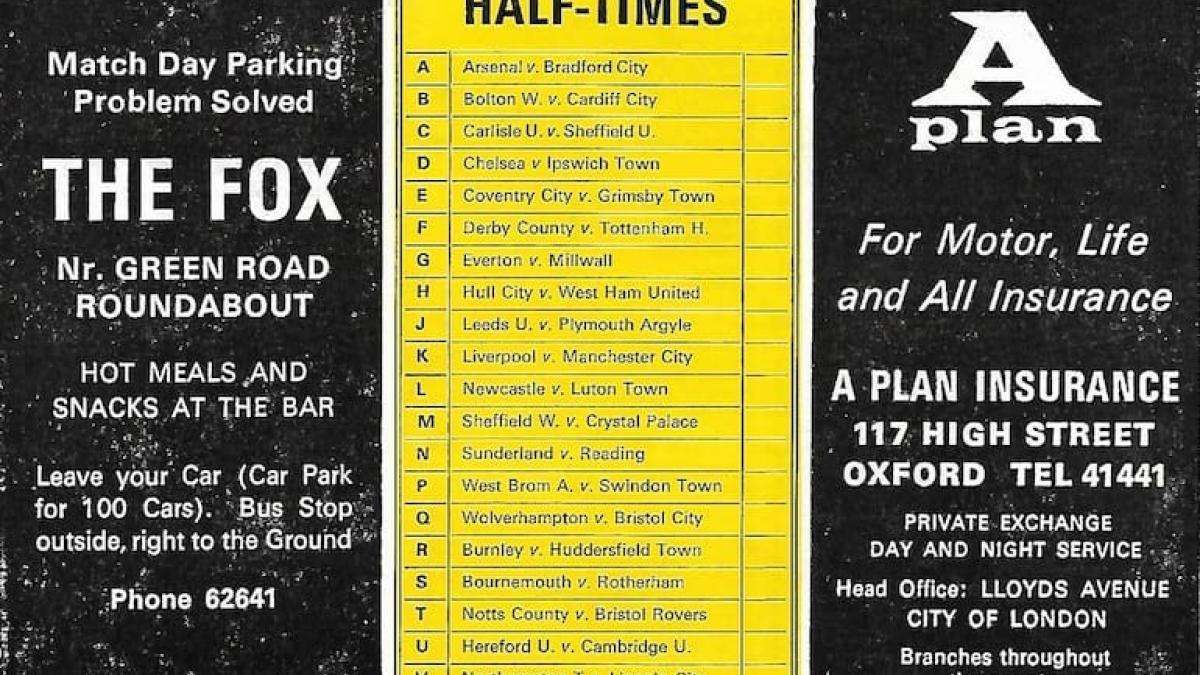 Match Day Parking
Problem Solved
THE FOX
Nr. GREEN ROAD
ROUNDABOUT
HOT MEALS AND
SNACKS AT THE BAR
Leave your Car (Car Park
for 100 Cars). Bus Stop
outside, right to the Ground
Phone 62641
HALF-TIMES
A Arsenal v. Bradford City
B Bolton W. v. Cardiff City
C Carlisle U. v. Sheffield U.
D Chelsea v Ipswich Town
E Coventry City v. Grimsby Town
F Derby County v. Tottenham H.
G Everton v. Millwall
H Hull City v. West Ham United
J Leeds U. v. Plymouth Argyle
K Liverpool v. Manchester City
L Newcastle v. Luton Town
M Sheffield W. v. Crystal Palace
N Sunderland v. Reading
P West Brom A. v. Swindon Town
Q Wolverhampton v. Bristol City
R Burnley v. Huddersfield Town
S Bournemouth v. Rotherham
T Notts County v. Bristol Rovers
U Hereford U. v. Cambridge U.
A
plan
For Motor, Life
and All Insurance
A PLAN INSURANCE
117 HIGH STREET
OXFORD TEL 41441
PRIVATE EXCHANGE
DAY AND NIGHT SERVICE
Head Office: LLOYDS AVENUE
CITY OF LONDON
Branches throughout